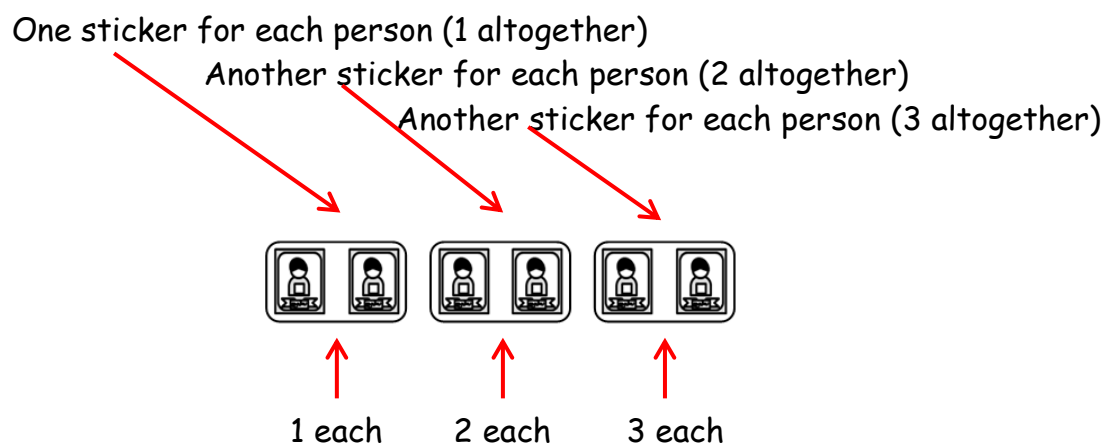 One sticker for each person (1 altogether)
Another sticker for each person (2 altogether)
Another sticker for each person (3 altogether)
1 each 2 each 3 each